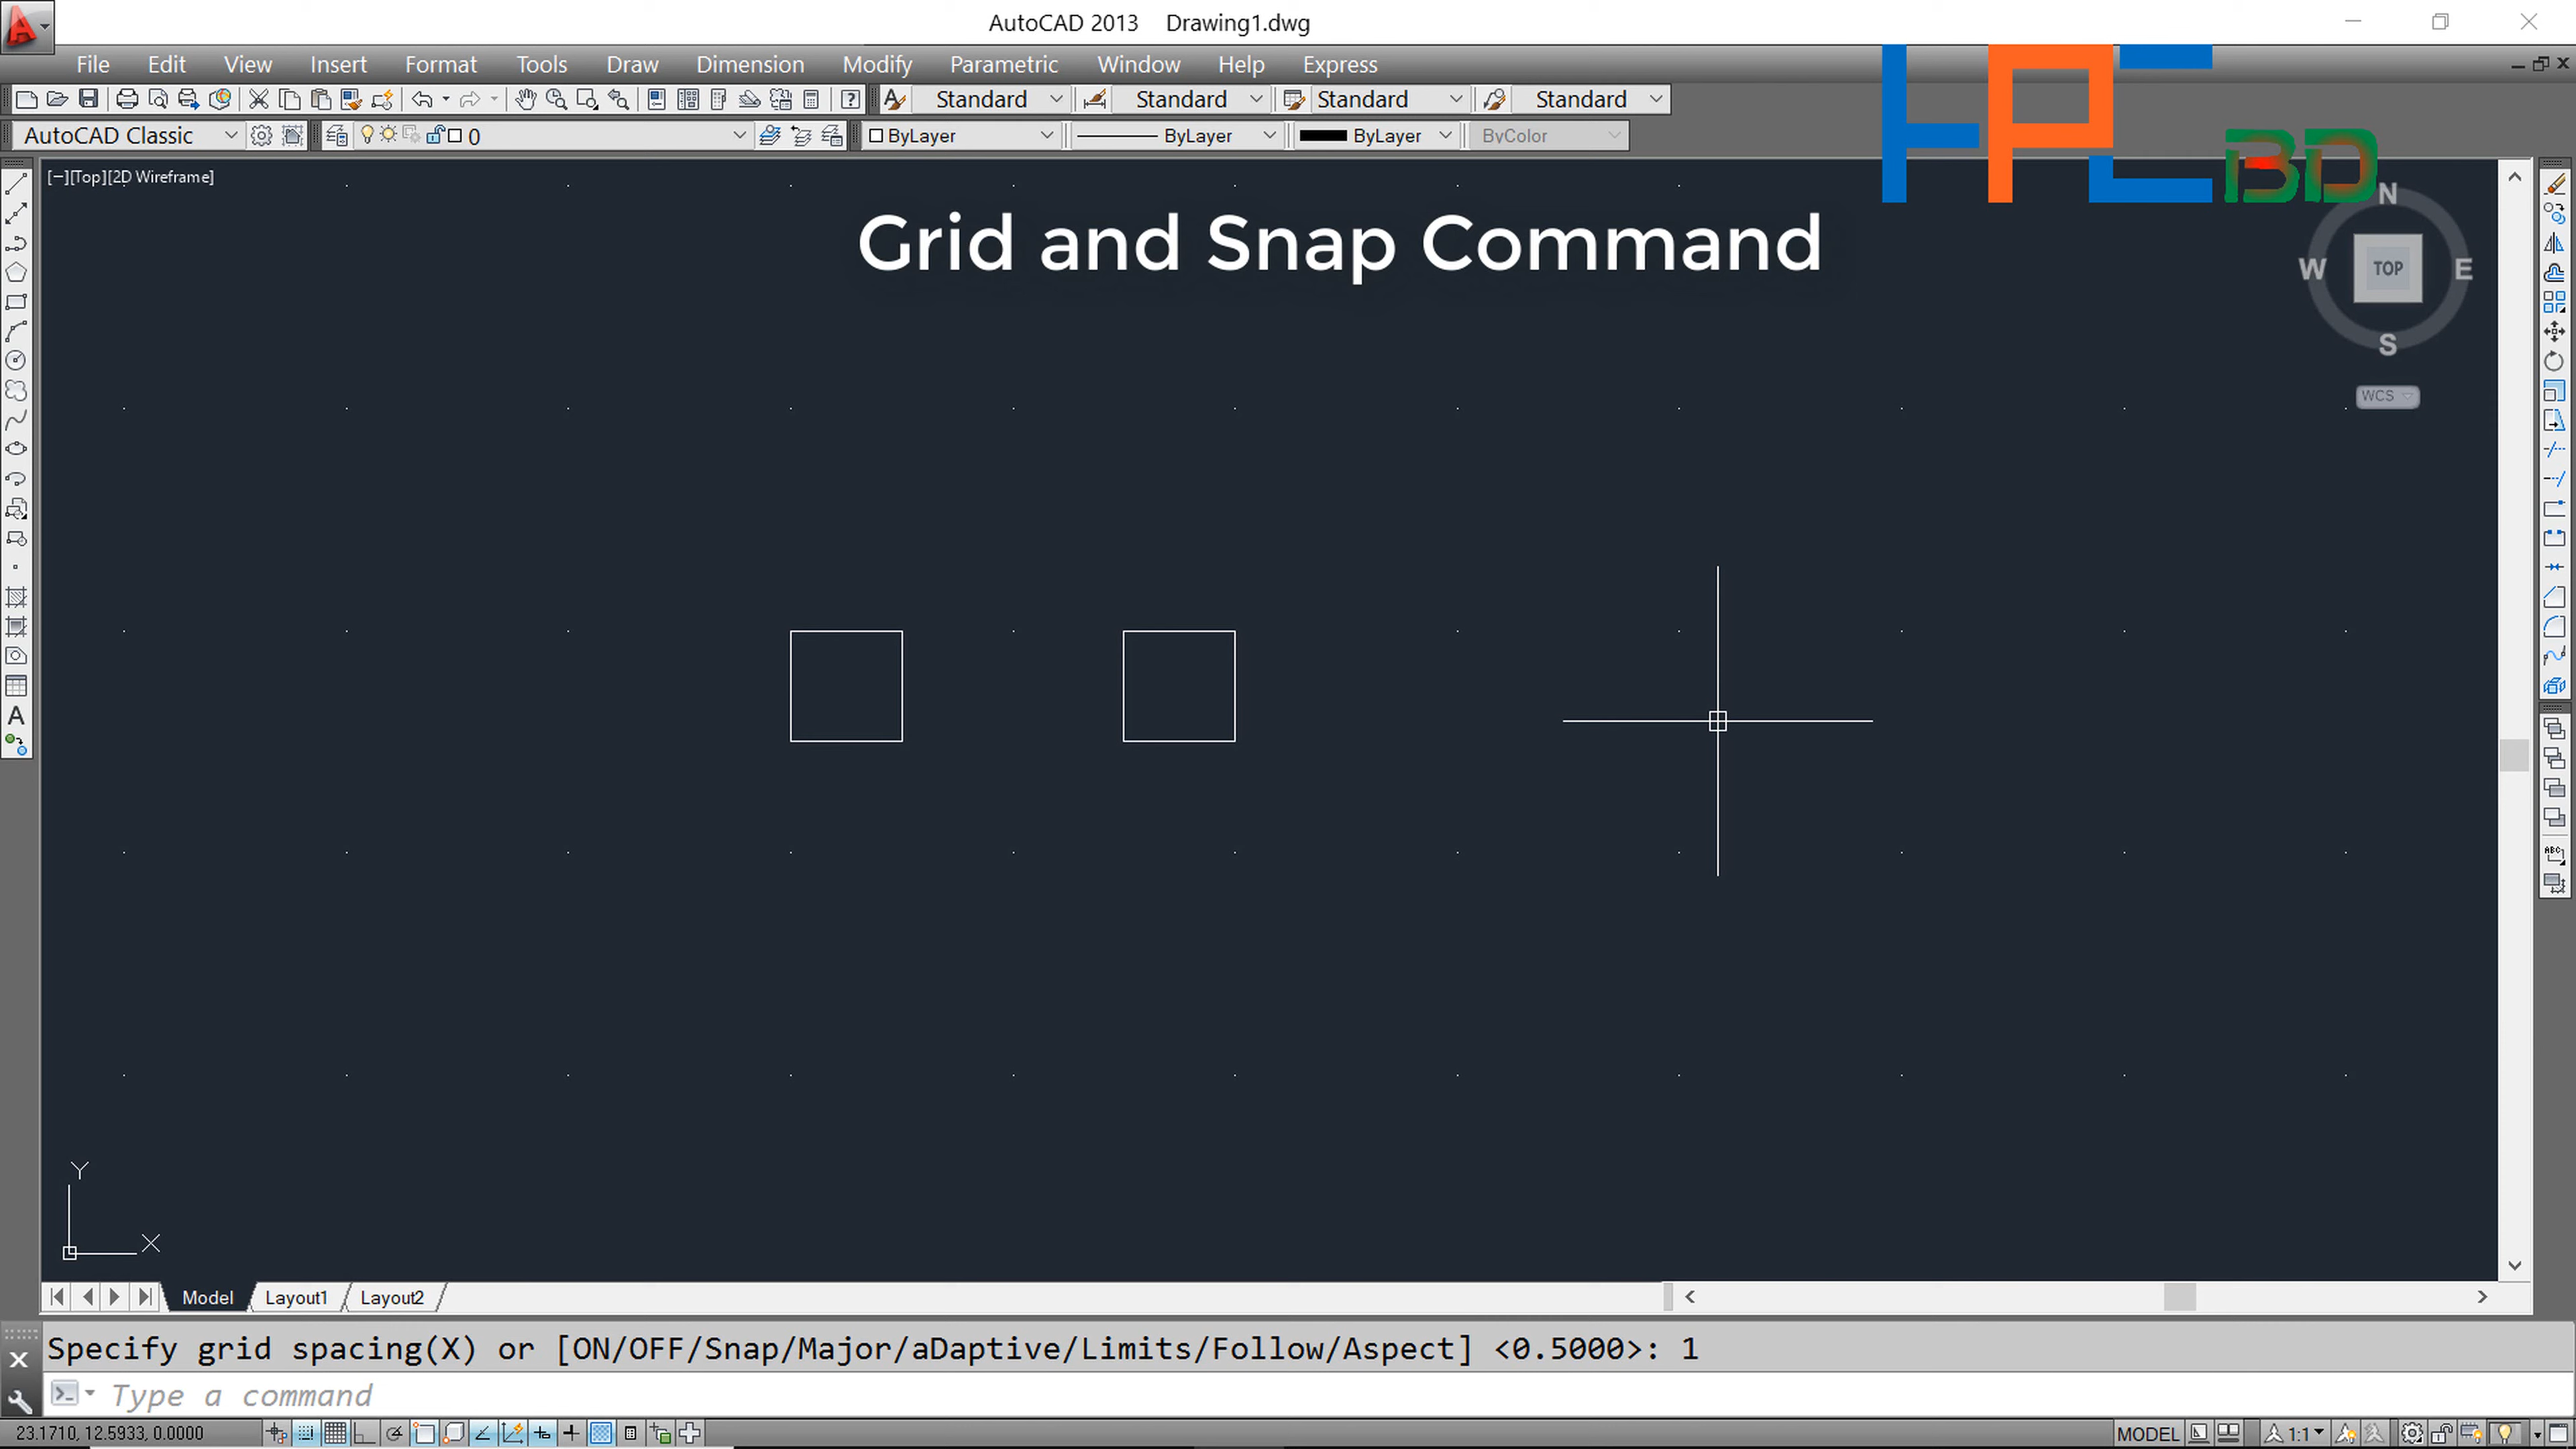 AutoCAD 2013 Drawing1.dwg
File Edit View Insert Format Tools Draw Dimension Modify Parametric Window Help Express
HPC BD
Standard Standard Standard Standard
AutoCAD Classic 0 ByLayer ByLayer ByLayer ByColor
[−][Top][2D Wireframe]
Grid and Snap Command
N
W TOP E
S
WCS
A
ABC
Y
X
Model Layout1 Layout2
Specify grid spacing(X) or [ON/OFF/Snap/Major/aDaptive/Limits/Follow/Aspect] <0.5000>: 1
Type a command
23.1710, 12.5933, 0.0000 MODEL 1:1